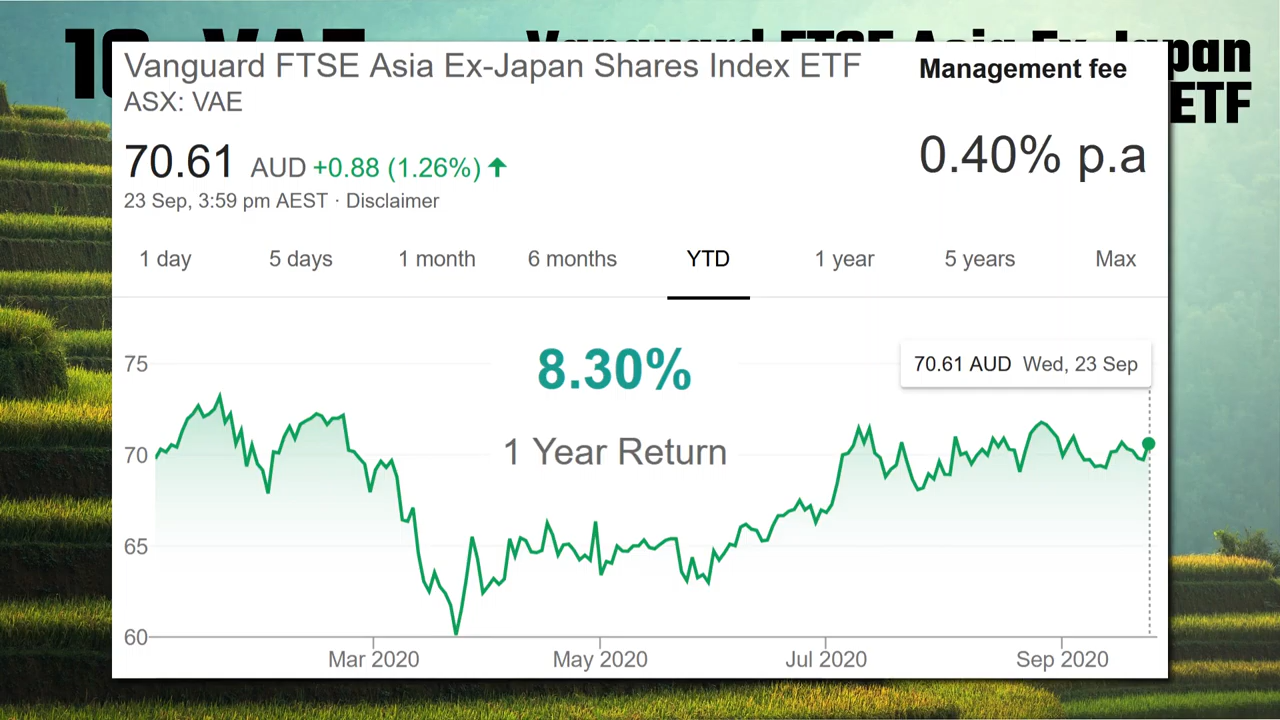 Vanguard FTSE Asia Ex-Japan Shares Index ETF
ASX: VAE
Management fee
70.61 AUD +0.88 (1.26%)
0.40% p.a
23 Sep, 3:59 pm AEST · Disclaimer
1 day 5 days 1 month 6 months YTD 1 year 5 years Max
8.30%
1 Year Return
70.61 AUD Wed, 23 Sep
75
70
65
60
Mar 2020 May 2020 Jul 2020 Sep 2020
ETF